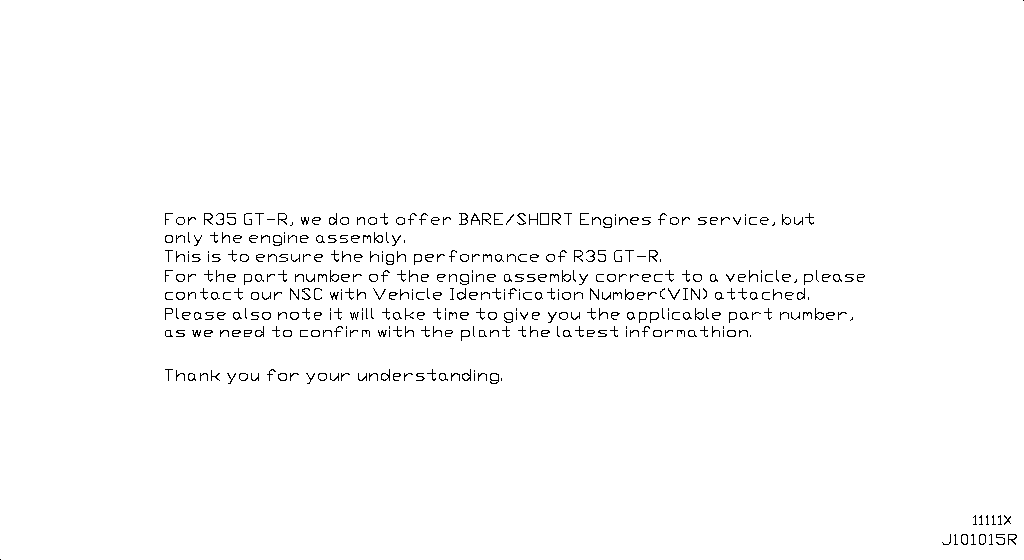 For R35 GT-R, we do not offer BARE/SHORT Engines for service, but
only the engine assembly.
This is to ensure the high performance of R35 GT-R.
For the part number of the engine assembly correct to a vehicle, please
contact our NSC with Vehicle Identification Number(VIN) attached.
Please also note it will take time to give you the applicable part number,
as we need to confirm with the plant the latest informathion.
Thank you for your understanding.
11111X
J101015R